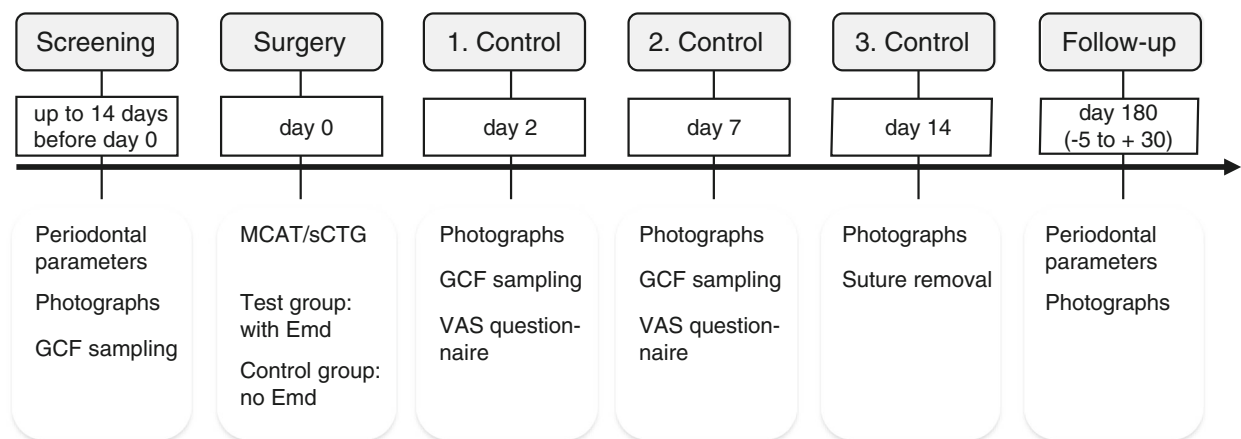 Screening
Surgery
1. Control
2. Control
3. Control
Follow-up
up to 14 days
before day 0
day 0
day 2
day 7
day 14
day 180
(-5 to + 30)
Periodontal
parameters
Photographs
GCF sampling
MCAT/sCTG
Test group:
with Emd
Control group:
no Emd
Photographs
GCF sampling
VAS question-
naire
Photographs
GCF sampling
VAS question-
naire
Photographs
Suture removal
Periodontal
parameters
Photographs